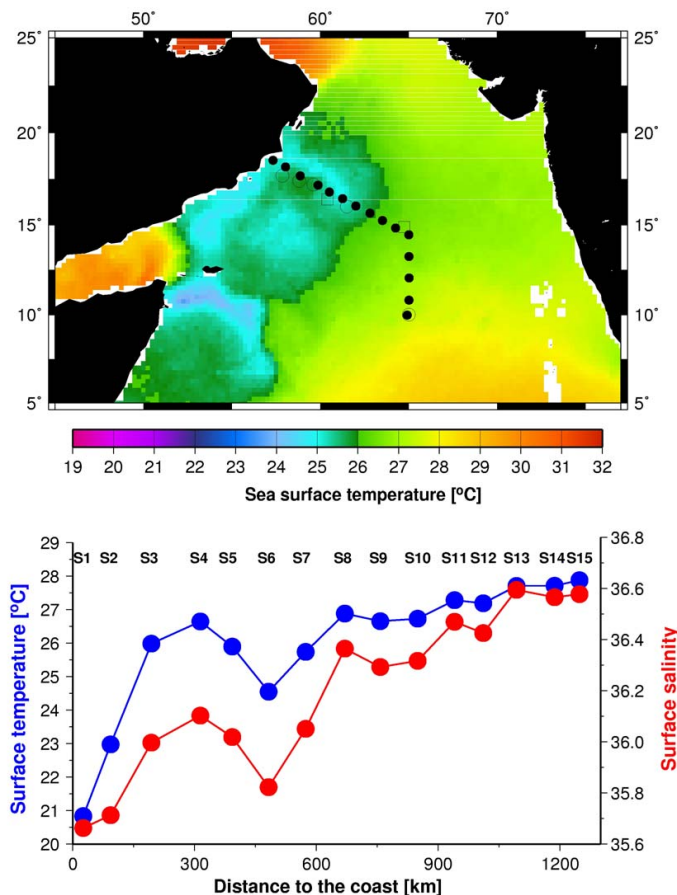 50° 60° 70°
25° 25°
20° 20°
15° 15°
10° 10°
5° 5°
19 20 21 22 23 24 25 26 27 28 29 30 31 32
Sea surface temperature [ºC]
S1 S2 S3 S4 S5 S6 S7 S8 S9 S10 S11 S12 S13 S14 S15
29 36.8
28
27 36.6
26 36.4
25 36.2
24
23 36.0
22
21 35.8
20 35.6
Surface temperature [ºC]
Surface salinity
0 300 600 900 1200
Distance to the coast [km]